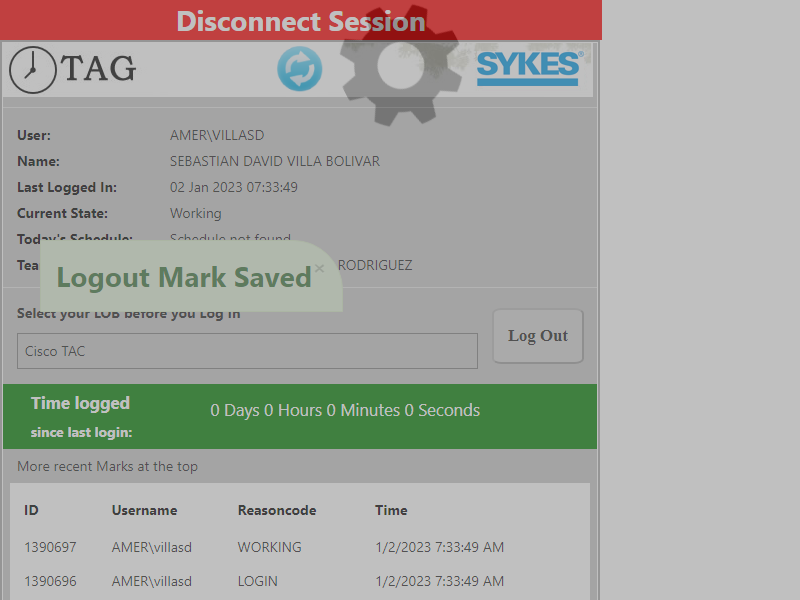 Disconnect Session
TAG
SYKES
User: AMER\VILLASD
Name: SEBASTIAN DAVID VILLA BOLIVAR
Last Logged In: 02 Jan 2023 07:33:49
Current State: Working
Today's Schedule: Schedule not found
RODRIGUEZ
Logout Mark Saved ×
Select your LOB before you Log In
Cisco TAC
Log Out
Time logged
since last login:
0 Days 0 Hours 0 Minutes 0 Seconds
More recent Marks at the top
ID Username Reasoncode Time
1390697 AMER\villasd WORKING 1/2/2023 7:33:49 AM
1390696 AMER\villasd LOGIN 1/2/2023 7:33:49 AM